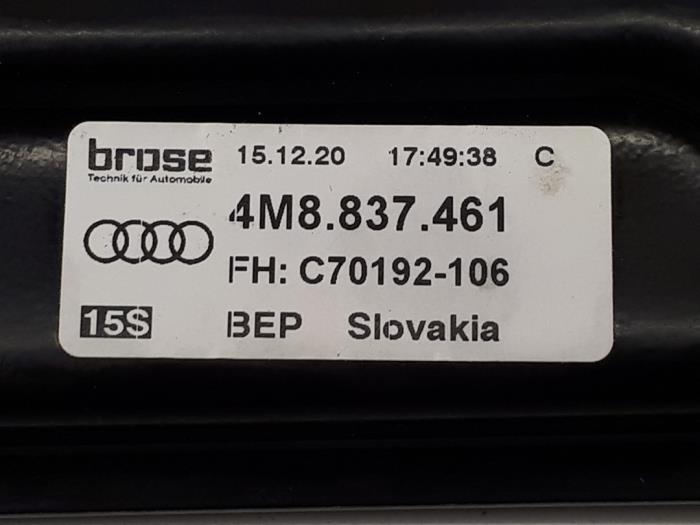 brose 15.12.20 17:49:38 C
Technik für Automobile
4M8.837.461
FH: C70192-106
15S BEP Slovakia